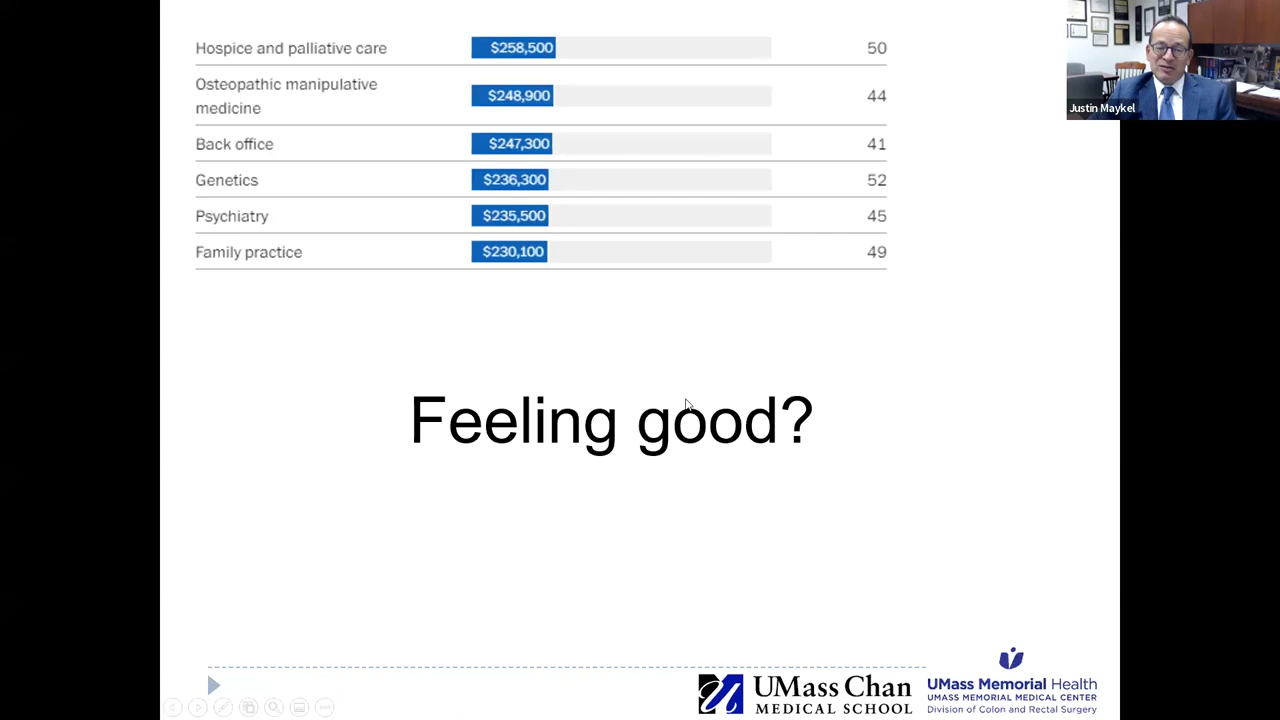 Hospice and palliative care $258,500 50
Osteopathic manipulative
medicine $248,900 44
Back office $247,300 41
Genetics $236,300 52
Psychiatry $235,500 45
Family practice $230,100 49
Justin Maykel
Feeling good?
UMass Chan
MEDICAL SCHOOL
UMass Memorial Health
UMASS MEMORIAL MEDICAL CENTER
Division of Colon and Rectal Surgery